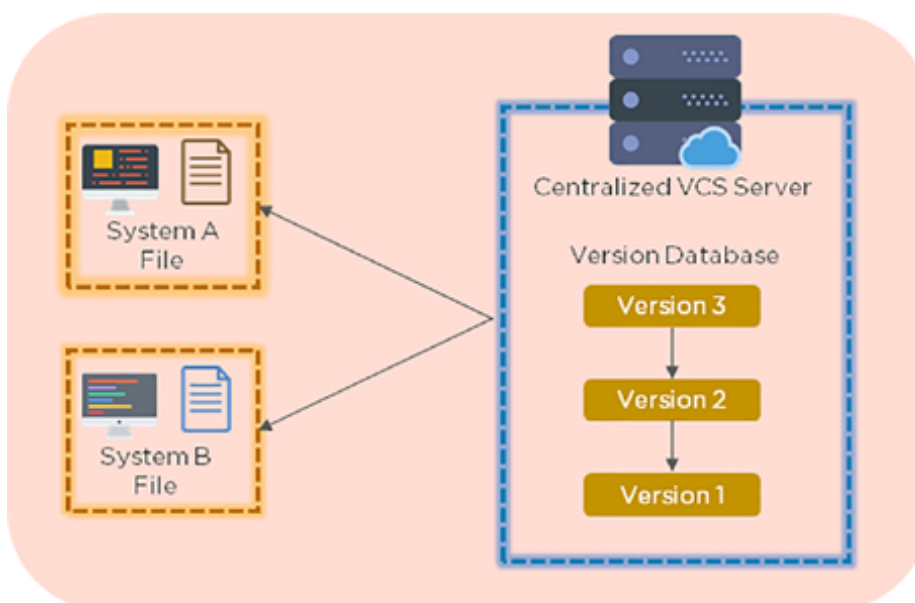 System A
File
System B
File
Centralized VCS Server
Version Database
Version 3
Version 2
Version 1